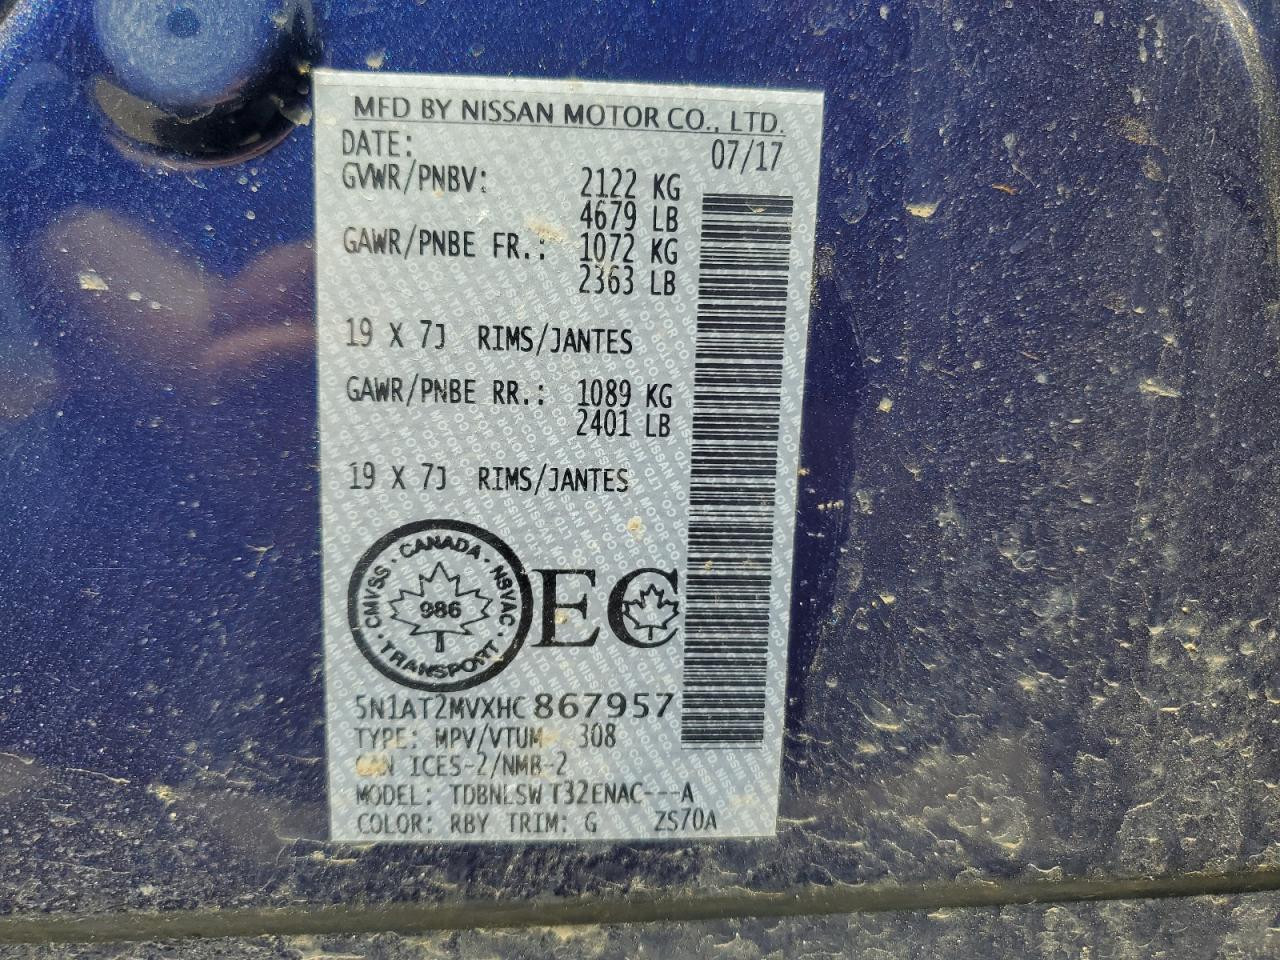 MFD BY NISSAN MOTOR CO., LTD.
DATE: 07/17
GVWR/PNBV: 2122 KG
4679 LB
GAWR/PNBE FR.: 1072 KG
2363 LB
19 X 7J RIMS/JANTES
GAWR/PNBE RR.: 1089 KG
2401 LB
19 X 7J RIMS/JANTES
CMVSS · CANADA · NSVAC · TRANSPORT ·
986
EC
5N1AT2MVXHC867957
TYPE: MPV/VTUM 308
CAN ICES-2/NMB-2
MODEL: TDBNLSW T32ENAC---A
COLOR: RBY TRIM: G ZS70A